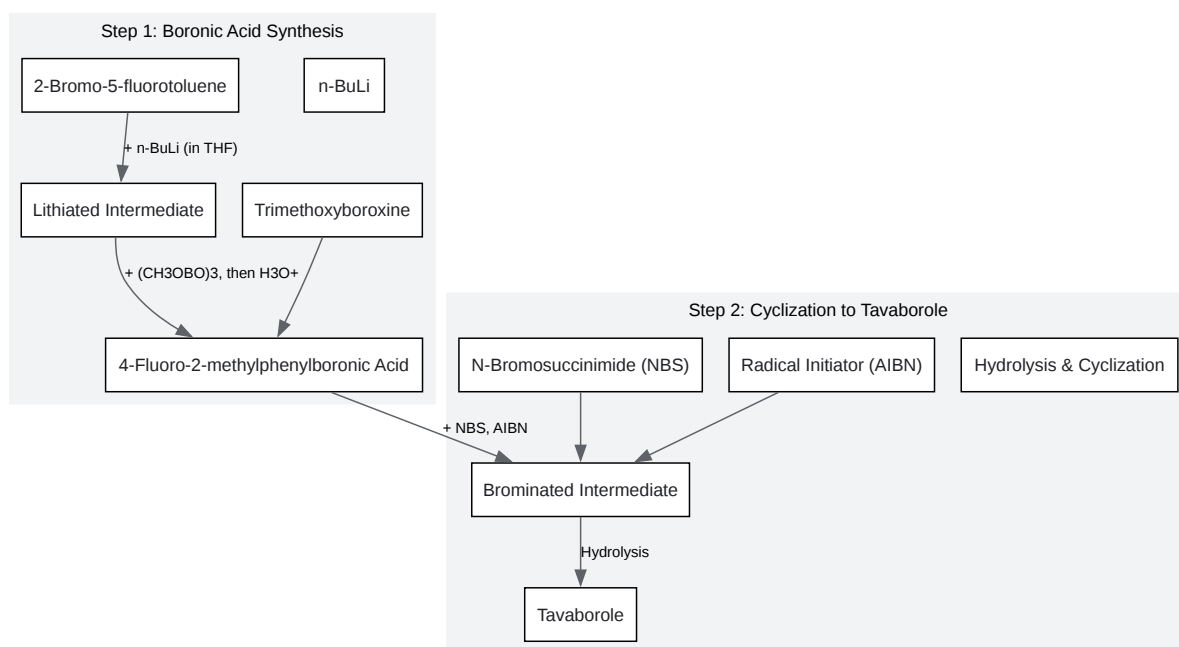 Step 1: Boronic Acid Synthesis
2-Bromo-5-fluorotoluene
n-BuLi
+ n-BuLi (in THF)
Lithiated Intermediate
Trimethoxyboroxine
+ (CH3OBO)3, then H3O+
4-Fluoro-2-methylphenylboronic Acid
Step 2: Cyclization to Tavaborole
N-Bromosuccinimide (NBS)
Radical Initiator (AIBN)
Hydrolysis & Cyclization
+ NBS, AIBN
Brominated Intermediate
Hydrolysis
Tavaborole